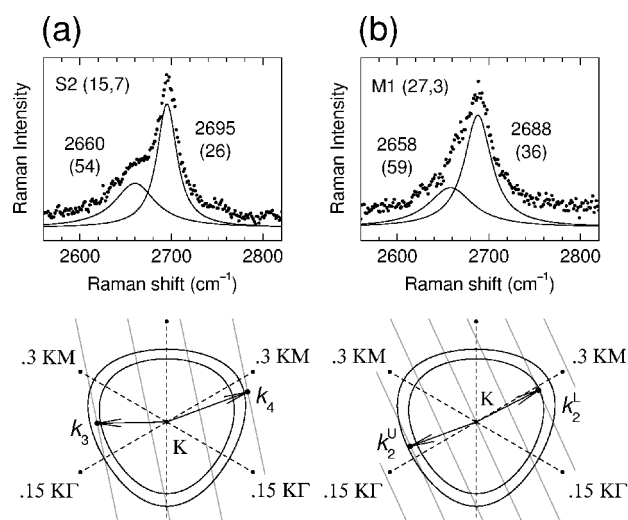 (a)
S2 (15,7)
2660
(54)
2695
(26)
Raman Intensity
2600 2700 2800
Raman shift (cm⁻¹)
(b)
M1 (27,3)
2658
(59)
2688
(36)
Raman Intensity
2600 2700 2800
Raman shift (cm⁻¹)
.3 KM .3 KM
k₃ k₄
K
.15 KΓ .15 KΓ
.3 KM .3 KM
K
k₂ᵁ k₂ᴸ
.15 KΓ .15 KΓ